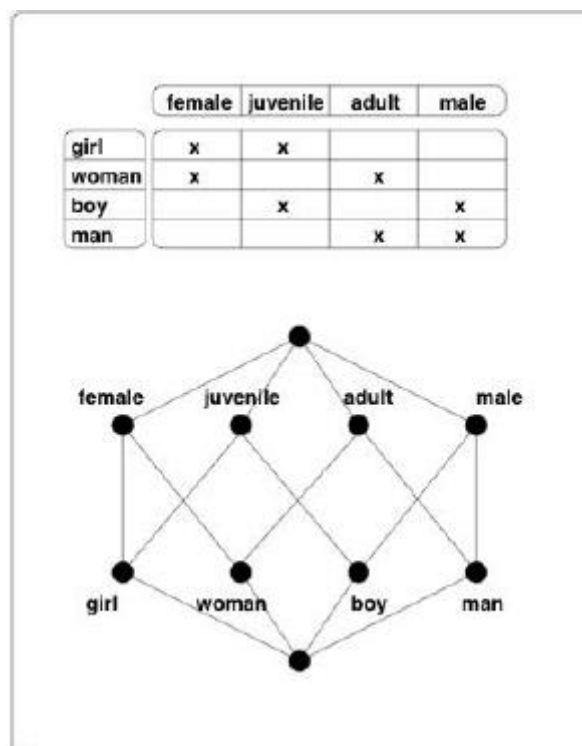 female juvenile adult male
girl x x
woman x x
boy x x
man x x
female juvenile adult male
girl woman boy man